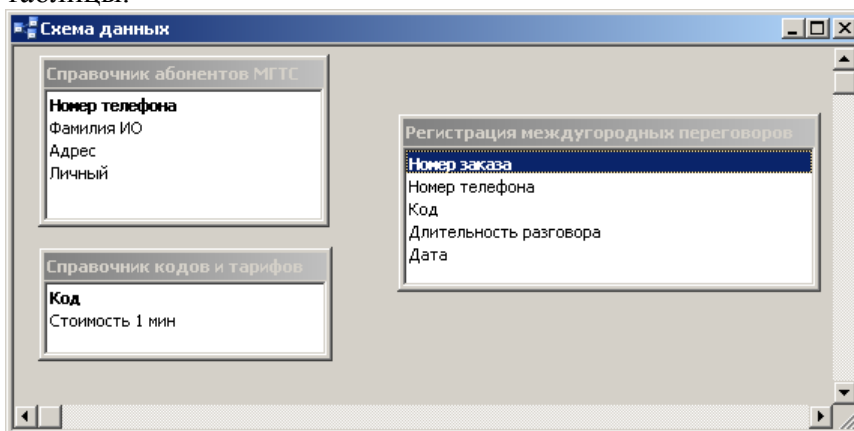 таблицы.
Схема данных
Справочник абонентов МГТС
Номер телефона
Фамилия ИО
Адрес
Личный
Регистрация междугородных переговоров
Номер заказа
Номер телефона
Код
Длительность разговора
Дата
Справочник кодов и тарифов
Код
Стоимость 1 мин